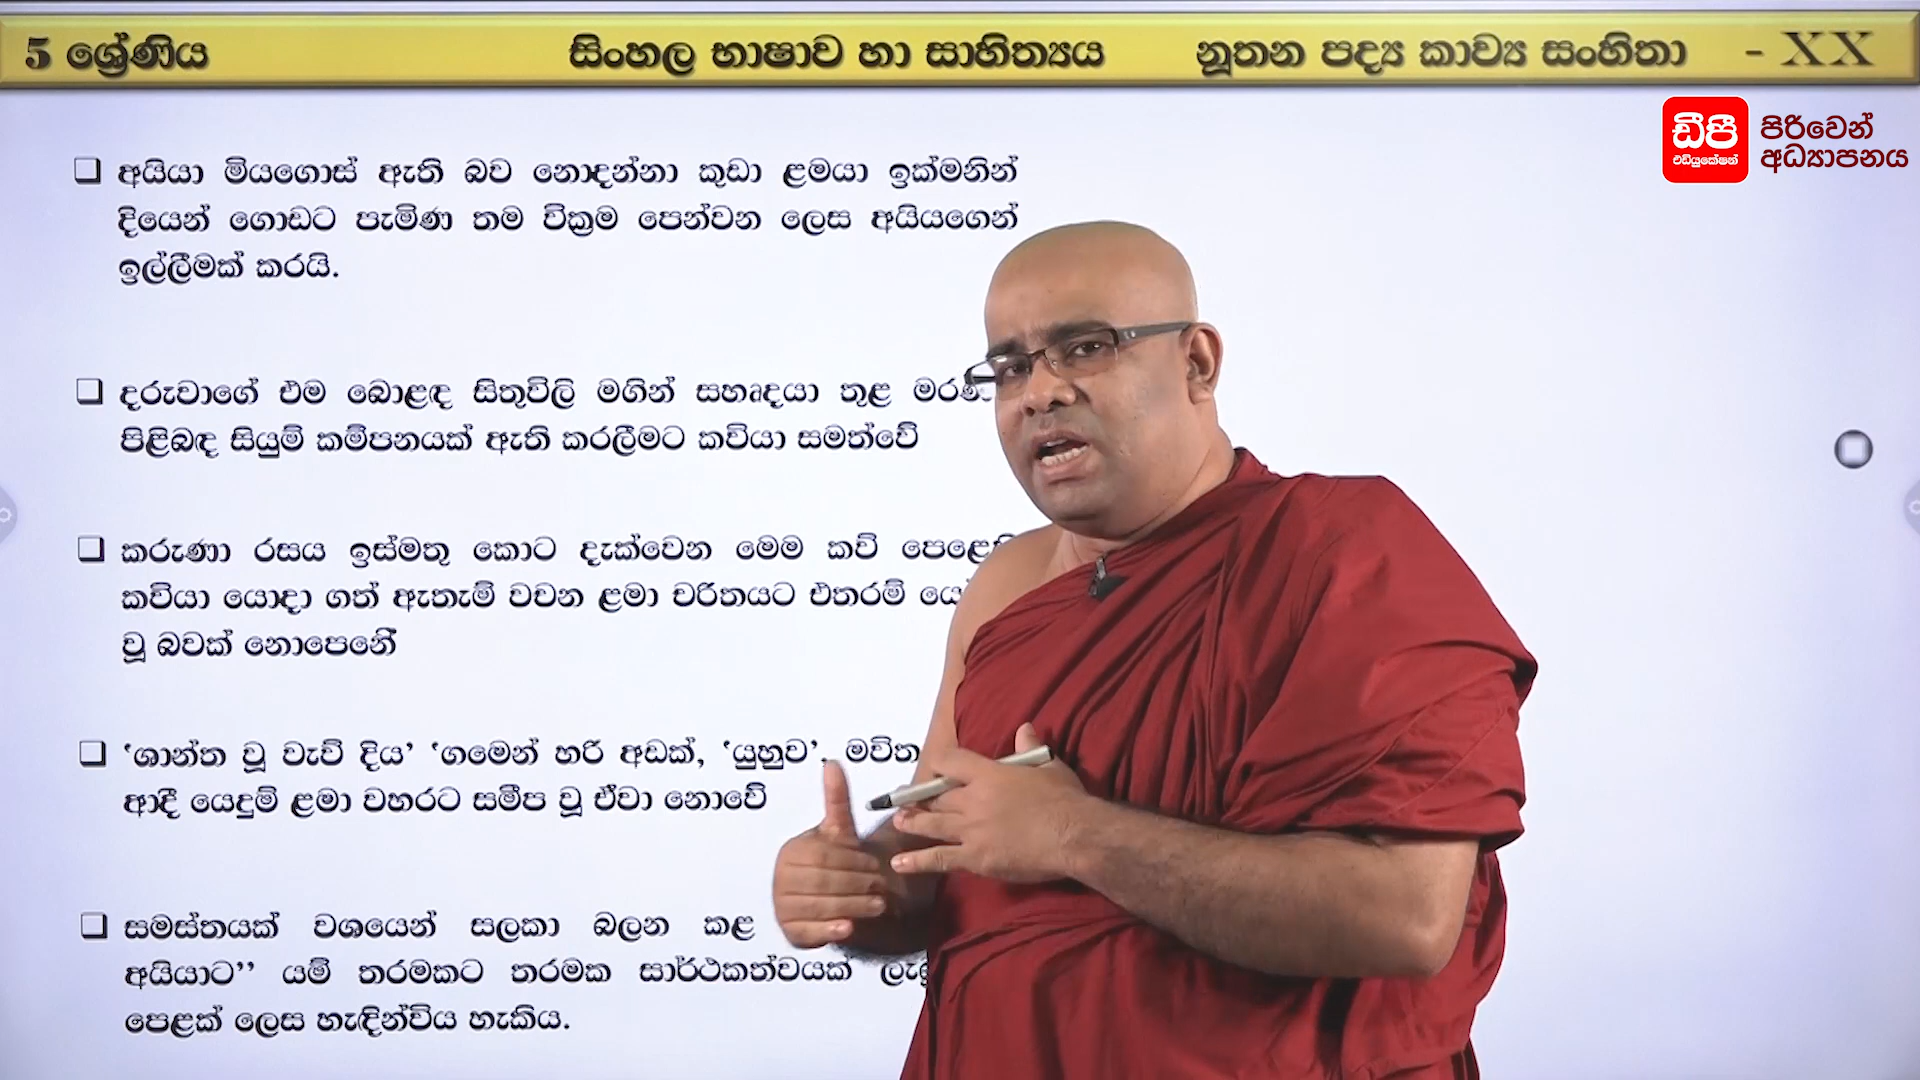 5 ශ්‍රේණිය සිංහල භාෂාව හා සාහිත්‍යය නූතන පද්‍ය කාව්‍ය සංහිතා - XX
ඩීපී
එඩියුකේෂන්
පිරිවෙන්
අධ්‍යාපනය
අයියා මියගොස් ඇති බව නොදන්නා කුඩා ළමයා ඉක්මනින්
දියෙන් ගොඩට පැමිණ තම වික්‍රම පෙන්වන ලෙස අයියගෙන්
ඉල්ලීමක් කරයි.
දරුවාගේ එම බොළඳ සිතුවිලි මගින් සහෘදයා තුළ
පිළිබඳ සියුම් කම්පනයක් ඇති කරලීමට කවියා සමත්වේ
කරුණා රසය ඉස්මතු කොට දැක්වෙන මෙම කවි
කවියා යොදා ගත් ඇතැම් වචන ළමා චරිතයට එතරම්
වූ බවක් නොපෙනේ
‘ශාන්ත වූ වැව් දිය’ ‘ගමෙන් හරි අඩක්, ‘යුහුව’,
ආදී යෙදුම් ළමා වහරට සමීප වූ ඒවා නොවේ
සමස්තයක් වශයෙන් සලකා බලන කළ
අයියාට’’ යම් තරමකට තරමක සාර්ථකත්වයක්
පෙළක් ලෙස හැඳින්විය හැකිය.